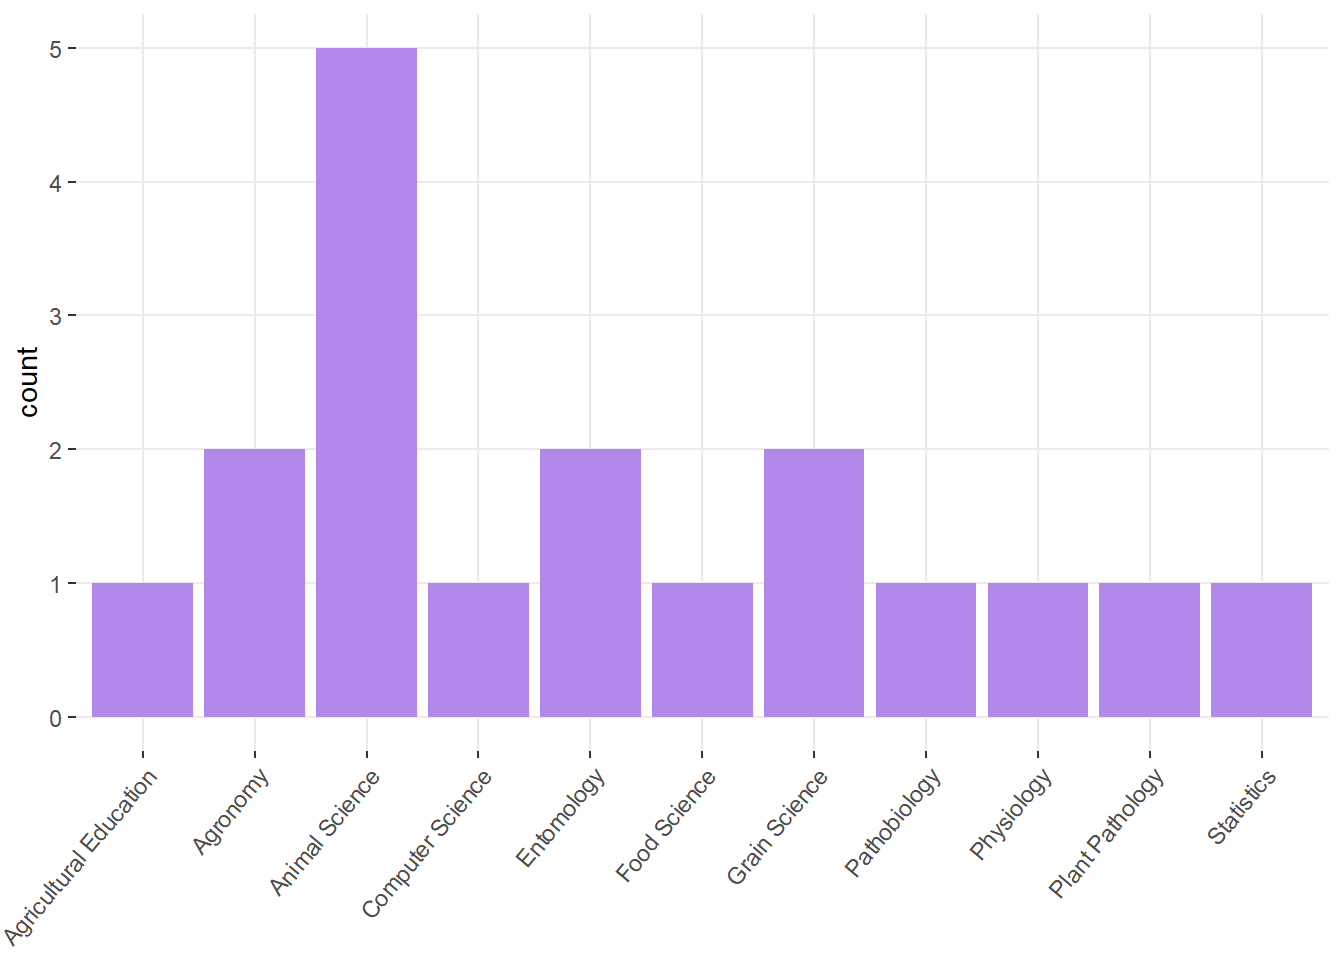 5
4
3
2
1
0
count
Agricultural Education
Agronomy
Animal Science
Computer Science
Entomology
Food Science
Grain Science
Pathobiology
Physiology
Plant Pathology
Statistics